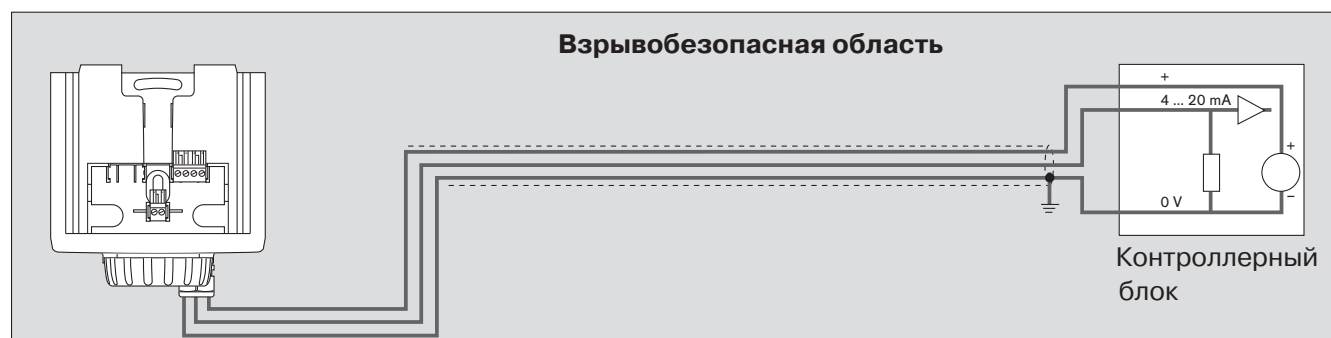 Взрывобезопасная область
+
4 ... 20 mA
+
0 V
−
Контроллерный
блок